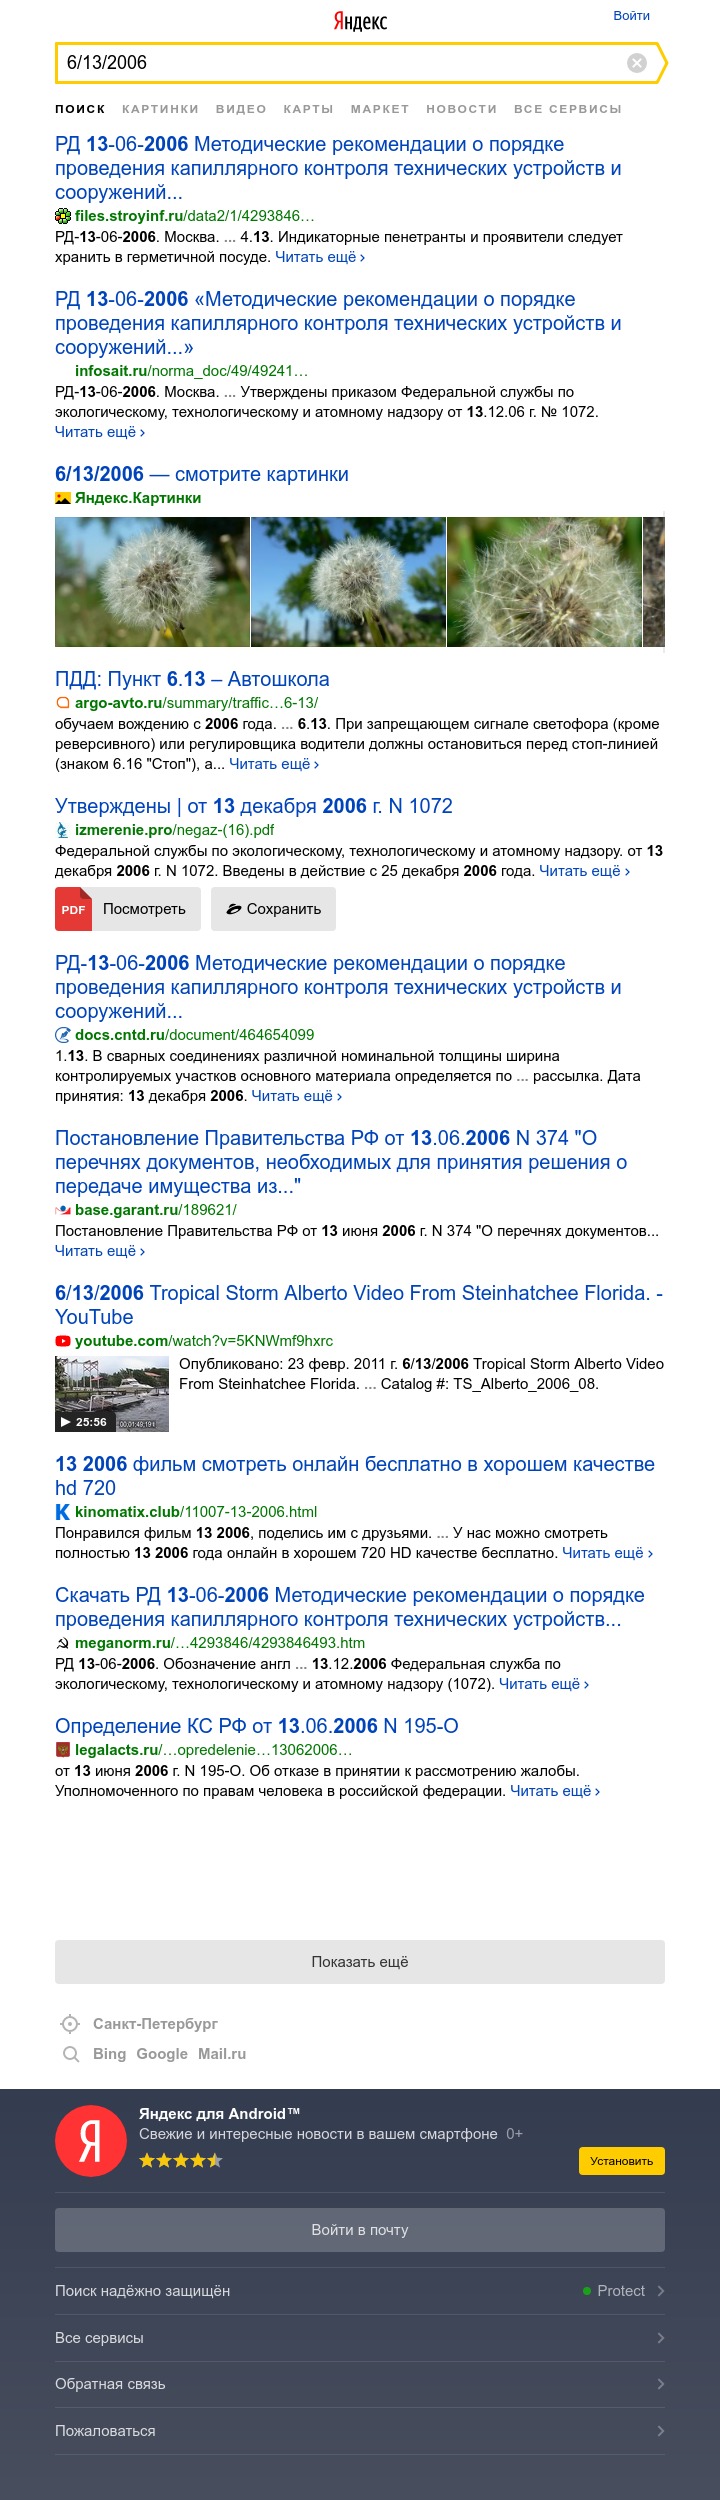 Яндекс
Войти
6/13/2006
ПОИСК КАРТИНКИ ВИДЕО КАРТЫ МАРКЕТ НОВОСТИ ВСЕ СЕРВИСЫ
РД 13-06-2006 Методические рекомендации о порядке
проведения капиллярного контроля технических устройств и
сооружений...
files.stroyinf.ru/data2/1/4293846…
РД-13-06-2006. Москва. ... 4.13. Индикаторные пенетранты и проявители следует
хранить в герметичной посуде. Читать ещё ›
РД 13-06-2006 «Методические рекомендации о порядке
проведения капиллярного контроля технических устройств и
сооружений...»
infosait.ru/norma_doc/49/49241…
РД-13-06-2006. Москва. ... Утверждены приказом Федеральной службы по
экологическому, технологическому и атомному надзору от 13.12.06 г. № 1072.
Читать ещё ›
6/13/2006 — смотрите картинки
Яндекс.Картинки
ПДД: Пункт 6.13 – Автошкола
argo-avto.ru/summary/traffic…6-13/
обучаем вождению с 2006 года. ... 6.13. При запрещающем сигнале светофора (кроме
реверсивного) или регулировщика водители должны остановиться перед стоп-линией
(знаком 6.16 "Стоп"), а... Читать ещё ›
Утверждены | от 13 декабря 2006 г. N 1072
izmerenie.pro/negaz-(16).pdf
Федеральной службы по экологическому, технологическому и атомному надзору. от 13
декабря 2006 г. N 1072. Введены в действие с 25 декабря 2006 года. Читать ещё ›
PDF Посмотреть Сохранить
РД-13-06-2006 Методические рекомендации о порядке
проведения капиллярного контроля технических устройств и
сооружений...
docs.cntd.ru/document/464654099
1.13. В сварных соединениях различной номинальной толщины ширина
контролируемых участков основного материала определяется по ... рассылка. Дата
принятия: 13 декабря 2006. Читать ещё ›
Постановление Правительства РФ от 13.06.2006 N 374 "О
перечнях документов, необходимых для принятия решения о
передаче имущества из..."
base.garant.ru/189621/
Постановление Правительства РФ от 13 июня 2006 г. N 374 "О перечнях документов...
Читать ещё ›
6/13/2006 Tropical Storm Alberto Video From Steinhatchee Florida. -
YouTube
youtube.com/watch?v=5KNWmf9hxrc
Опубликовано: 23 февр. 2011 г. 6/13/2006 Tropical Storm Alberto Video
From Steinhatchee Florida. ... Catalog #: TS_Alberto_2006_08.
25:56
13 2006 фильм смотреть онлайн бесплатно в хорошем качестве
hd 720
kinomatix.club/11007-13-2006.html
Понравился фильм 13 2006, поделись им с друзьями. ... У нас можно смотреть
полностью 13 2006 года онлайн в хорошем 720 HD качестве бесплатно. Читать ещё ›
Скачать РД 13-06-2006 Методические рекомендации о порядке
проведения капиллярного контроля технических устройств...
meganorm.ru/…4293846/4293846493.htm
РД 13-06-2006. Обозначение англ ... 13.12.2006 Федеральная служба по
экологическому, технологическому и атомному надзору (1072). Читать ещё ›
Определение КС РФ от 13.06.2006 N 195-О
legalacts.ru/…opredelenie…13062006…
от 13 июня 2006 г. N 195-О. Об отказе в принятии к рассмотрению жалобы.
Уполномоченного по правам человека в российской федерации. Читать ещё ›
Показать ещё
Санкт-Петербург
Bing Google Mail.ru
Я
Яндекс для Android™
Свежие и интересные новости в вашем смартфоне 0+
Установить
Войти в почту
Поиск надёжно защищён Protect
Все сервисы
Обратная связь
Пожаловаться